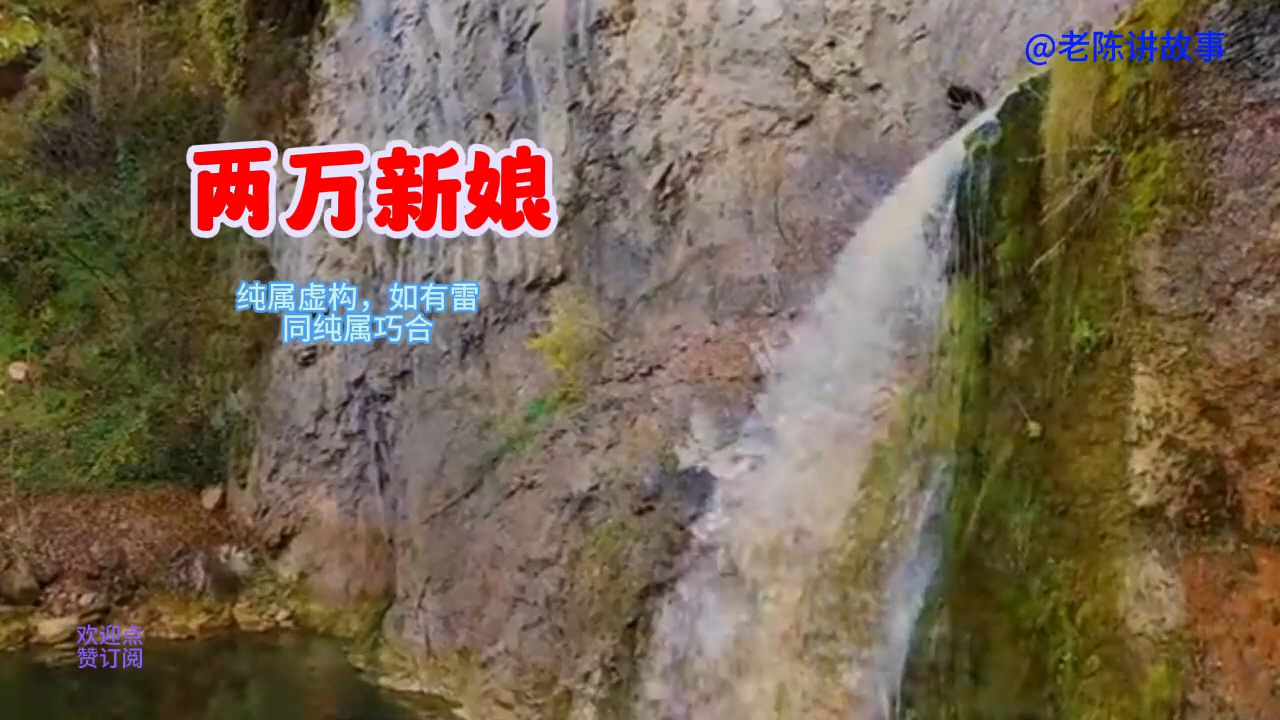 @老陈讲故事
两万新娘
纯属虚构，如有雷
同纯属巧合
欢迎点
赞订阅